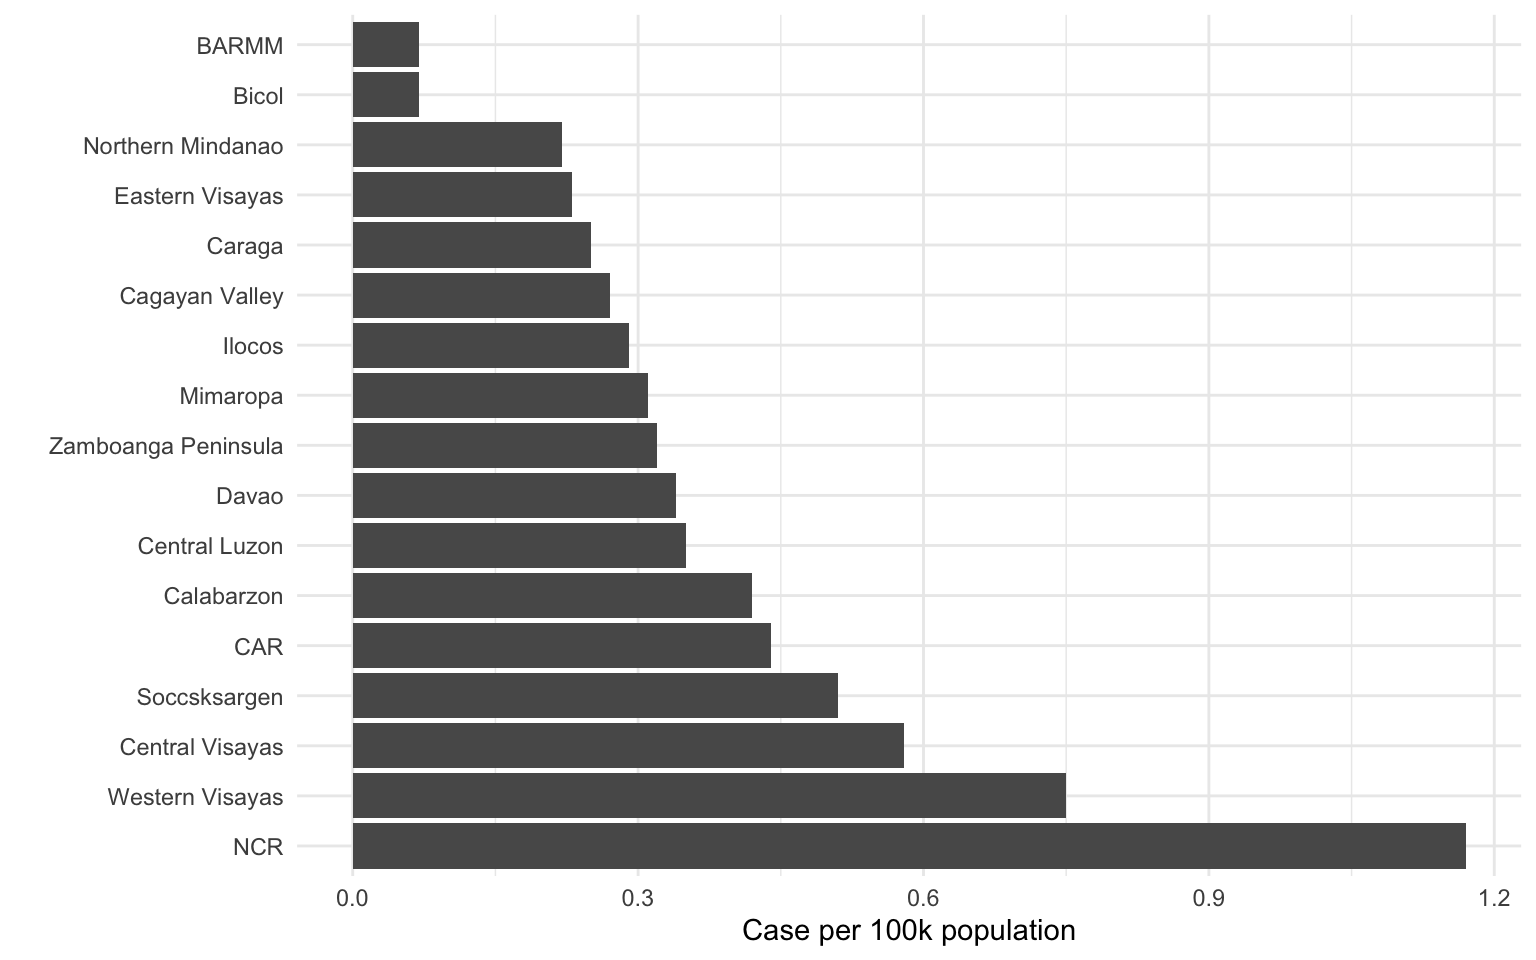 BARMM
Bicol
Northern Mindanao
Eastern Visayas
Caraga
Cagayan Valley
Ilocos
Mimaropa
Zamboanga Peninsula
Davao
Central Luzon
Calabarzon
CAR
Soccsksargen
Central Visayas
Western Visayas
NCR
0.0 0.3 0.6 0.9 1.2
Case per 100k population